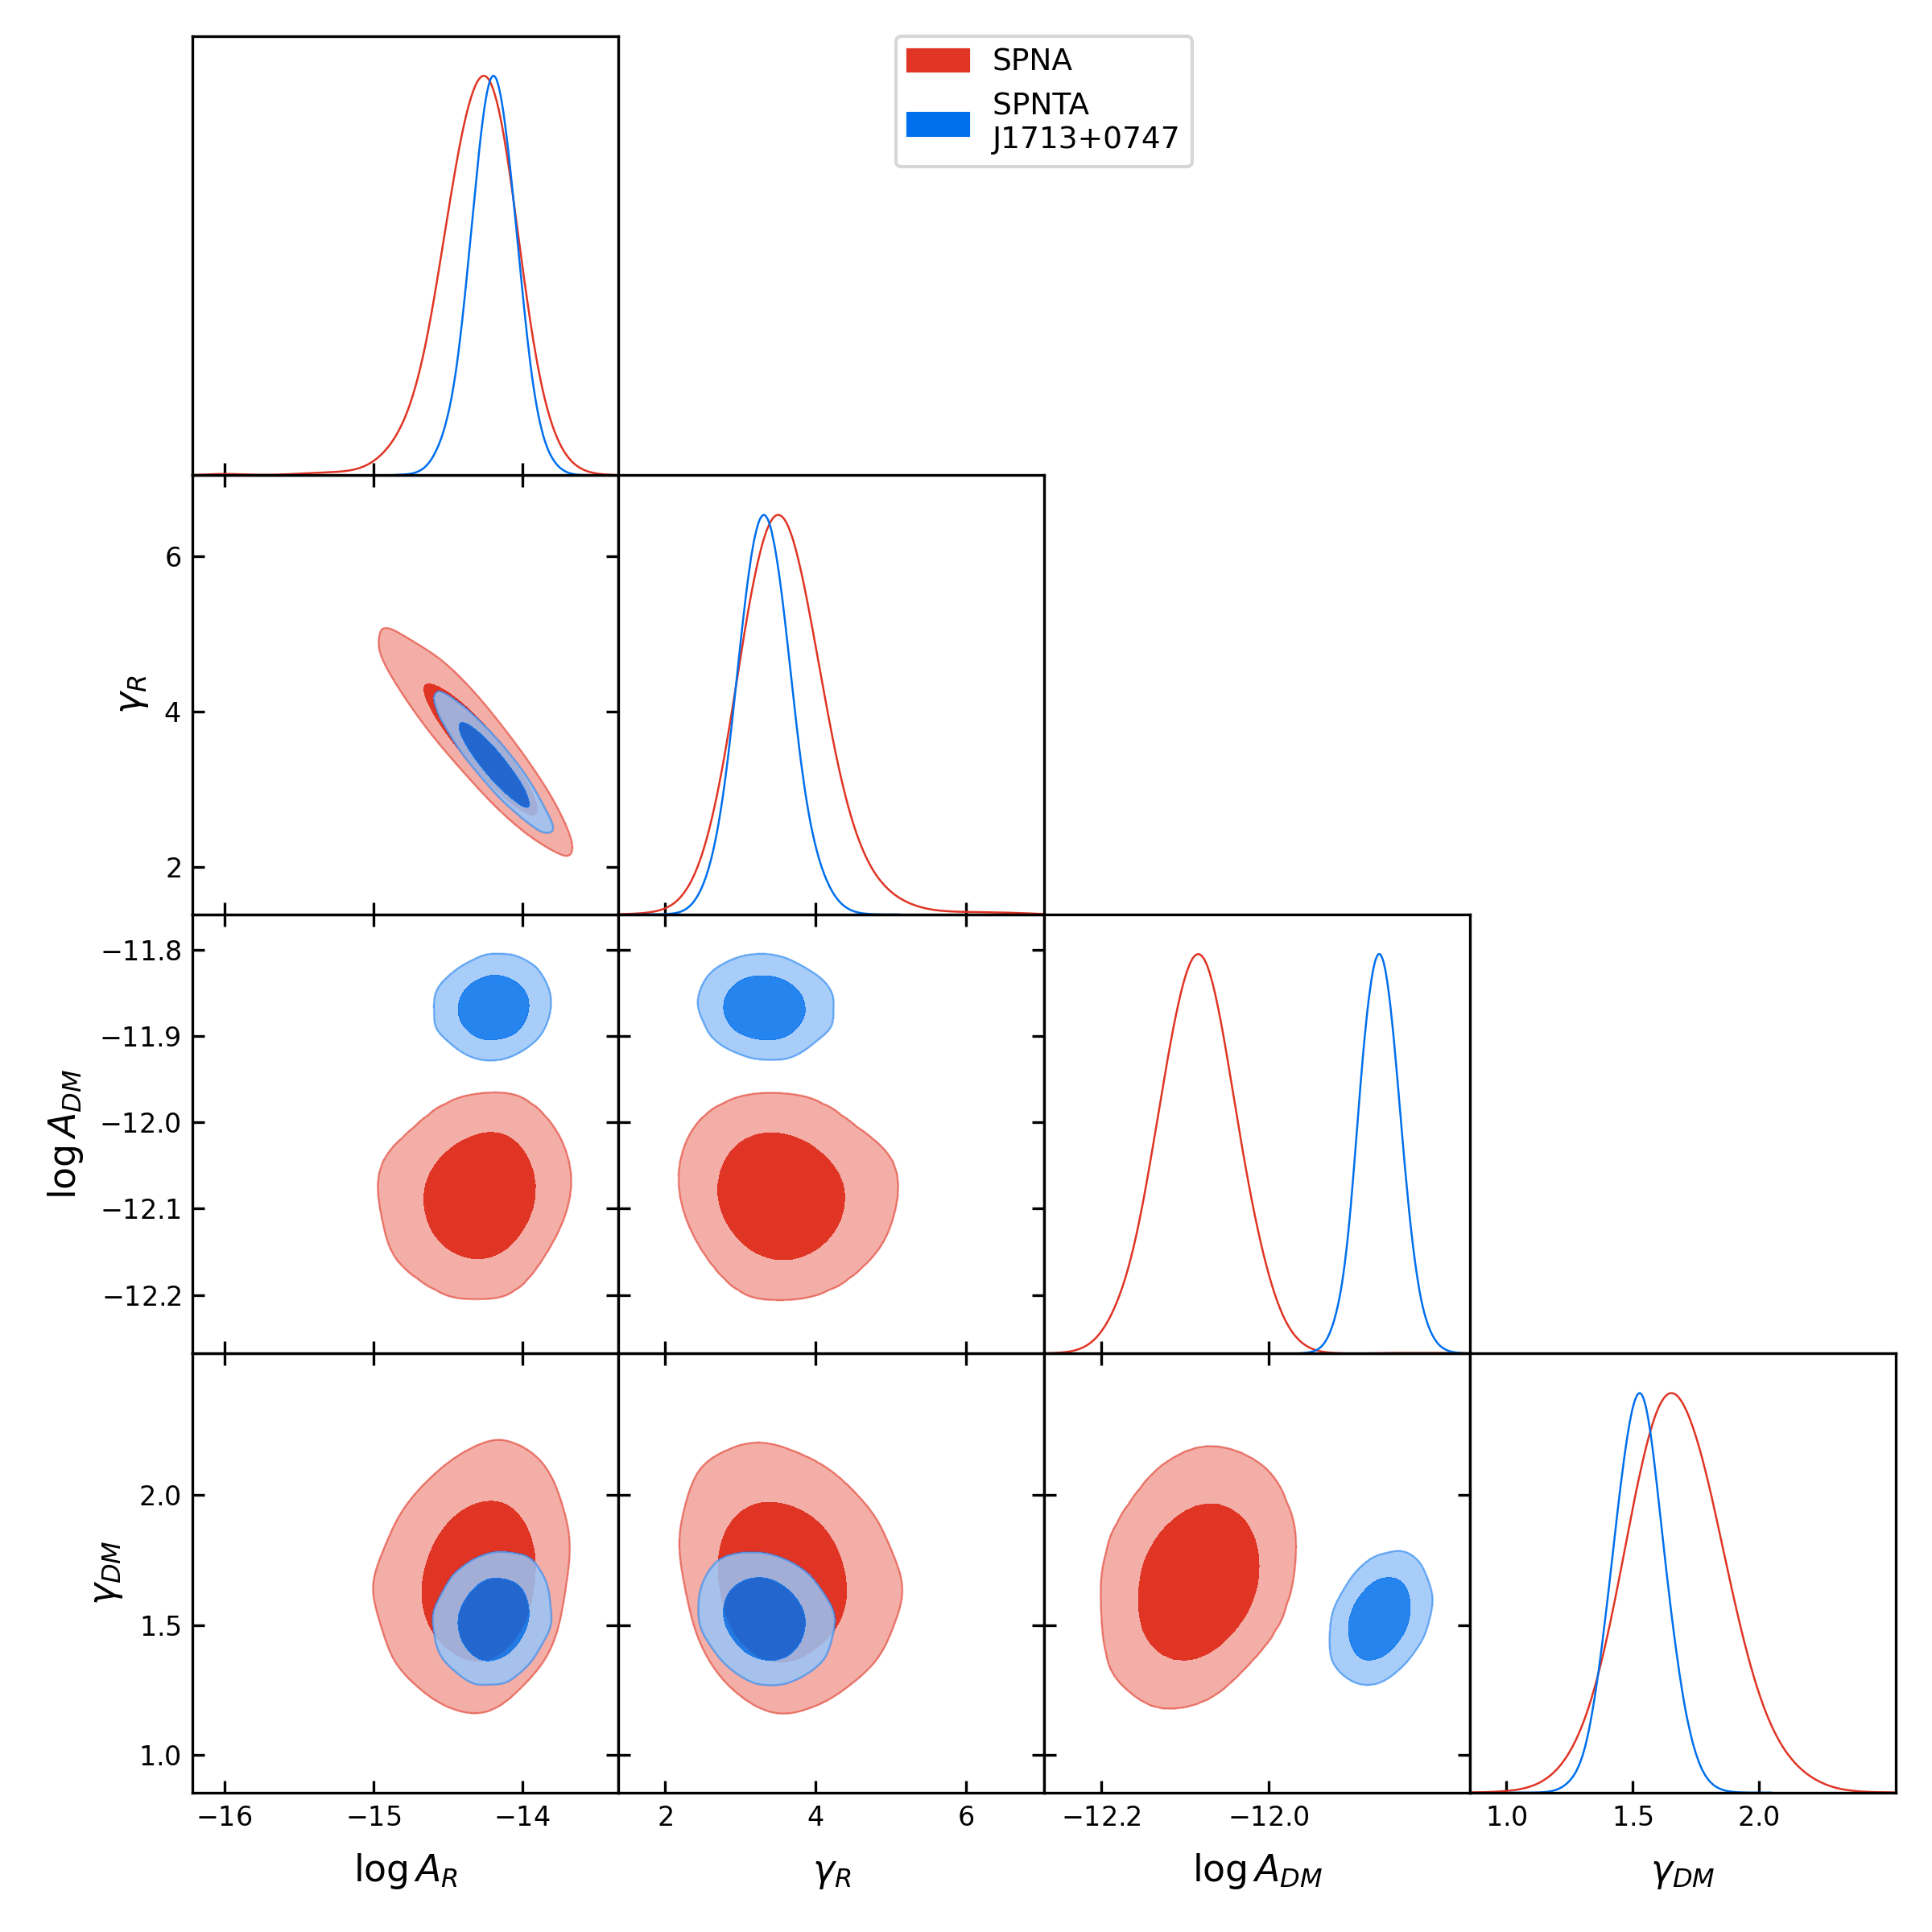 SPNA
SPNTA
J1713+0747
6
4
2
γR
−11.8
−11.9
−12.0
−12.1
−12.2
log ADM
2.0
1.5
1.0
γDM
−16 −15 −14 2 4 6 −12.2 −12.0 1.0 1.5 2.0
log AR γR log ADM γDM